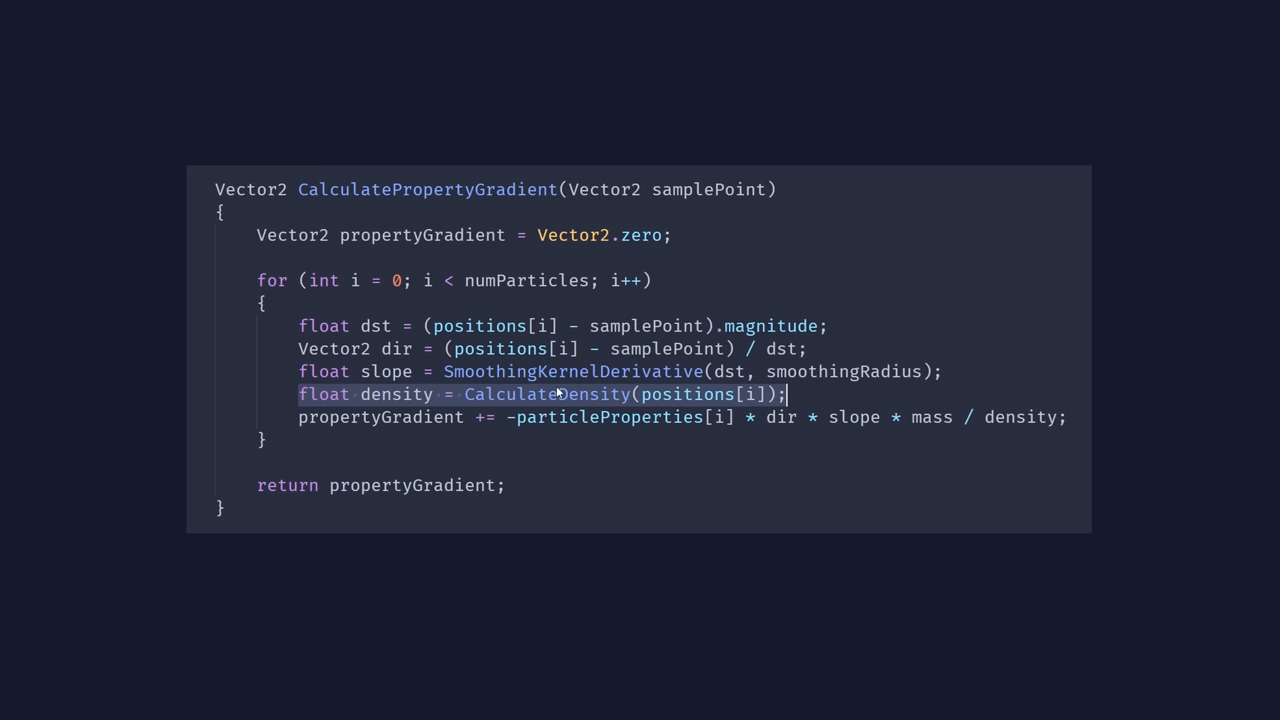 Vector2 CalculatePropertyGradient(Vector2 samplePoint)
{
    Vector2 propertyGradient = Vector2.zero;

    for (int i = 0; i < numParticles; i++)
    {
        float dst = (positions[i] - samplePoint).magnitude;
        Vector2 dir = (positions[i] - samplePoint) / dst;
        float slope = SmoothingKernelDerivative(dst, smoothingRadius);
        float density = CalculateDensity(positions[i]);
        propertyGradient += -particleProperties[i] * dir * slope * mass / density;
    }

    return propertyGradient;
}